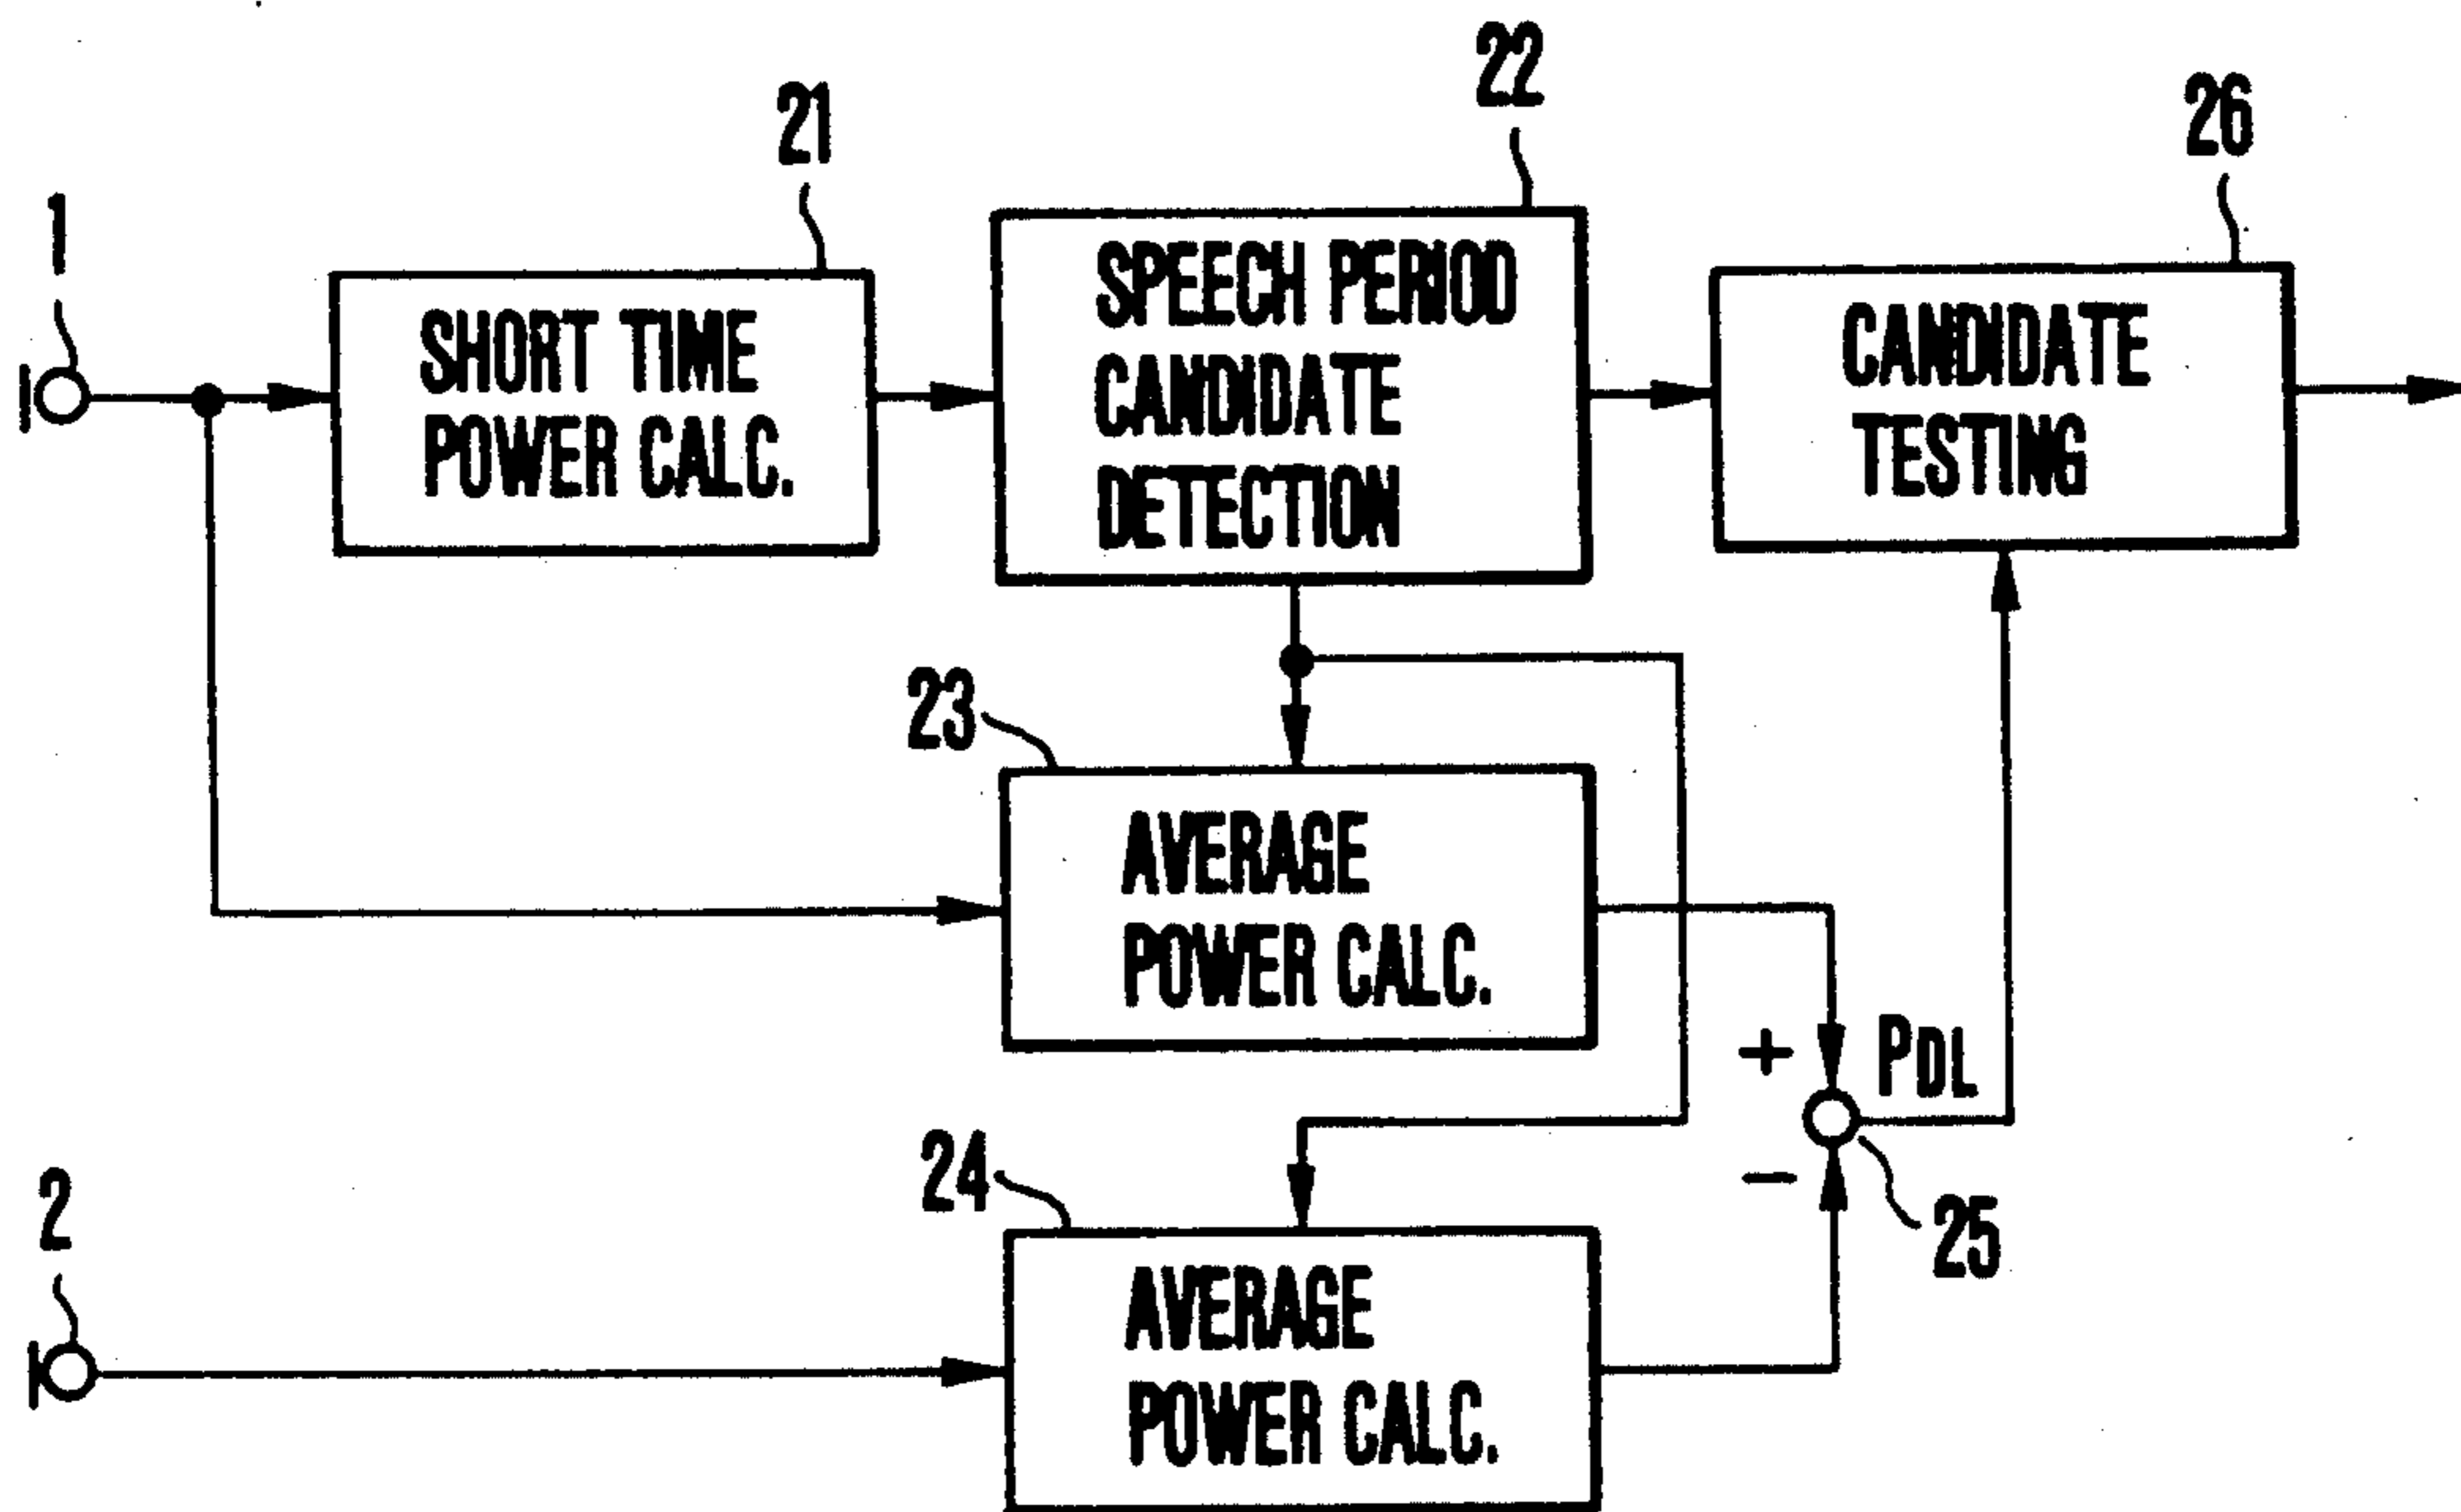 22
21
26
1
SHORT TIME
POWER CALC.
SPEECH PERIOD
CANDIDATE
DETECTION
CANDIDATE
TESTING
23
AVERAGE
POWER CALC.
+
PDL
−
25
24
2
AVERAGE
POWER CALC.